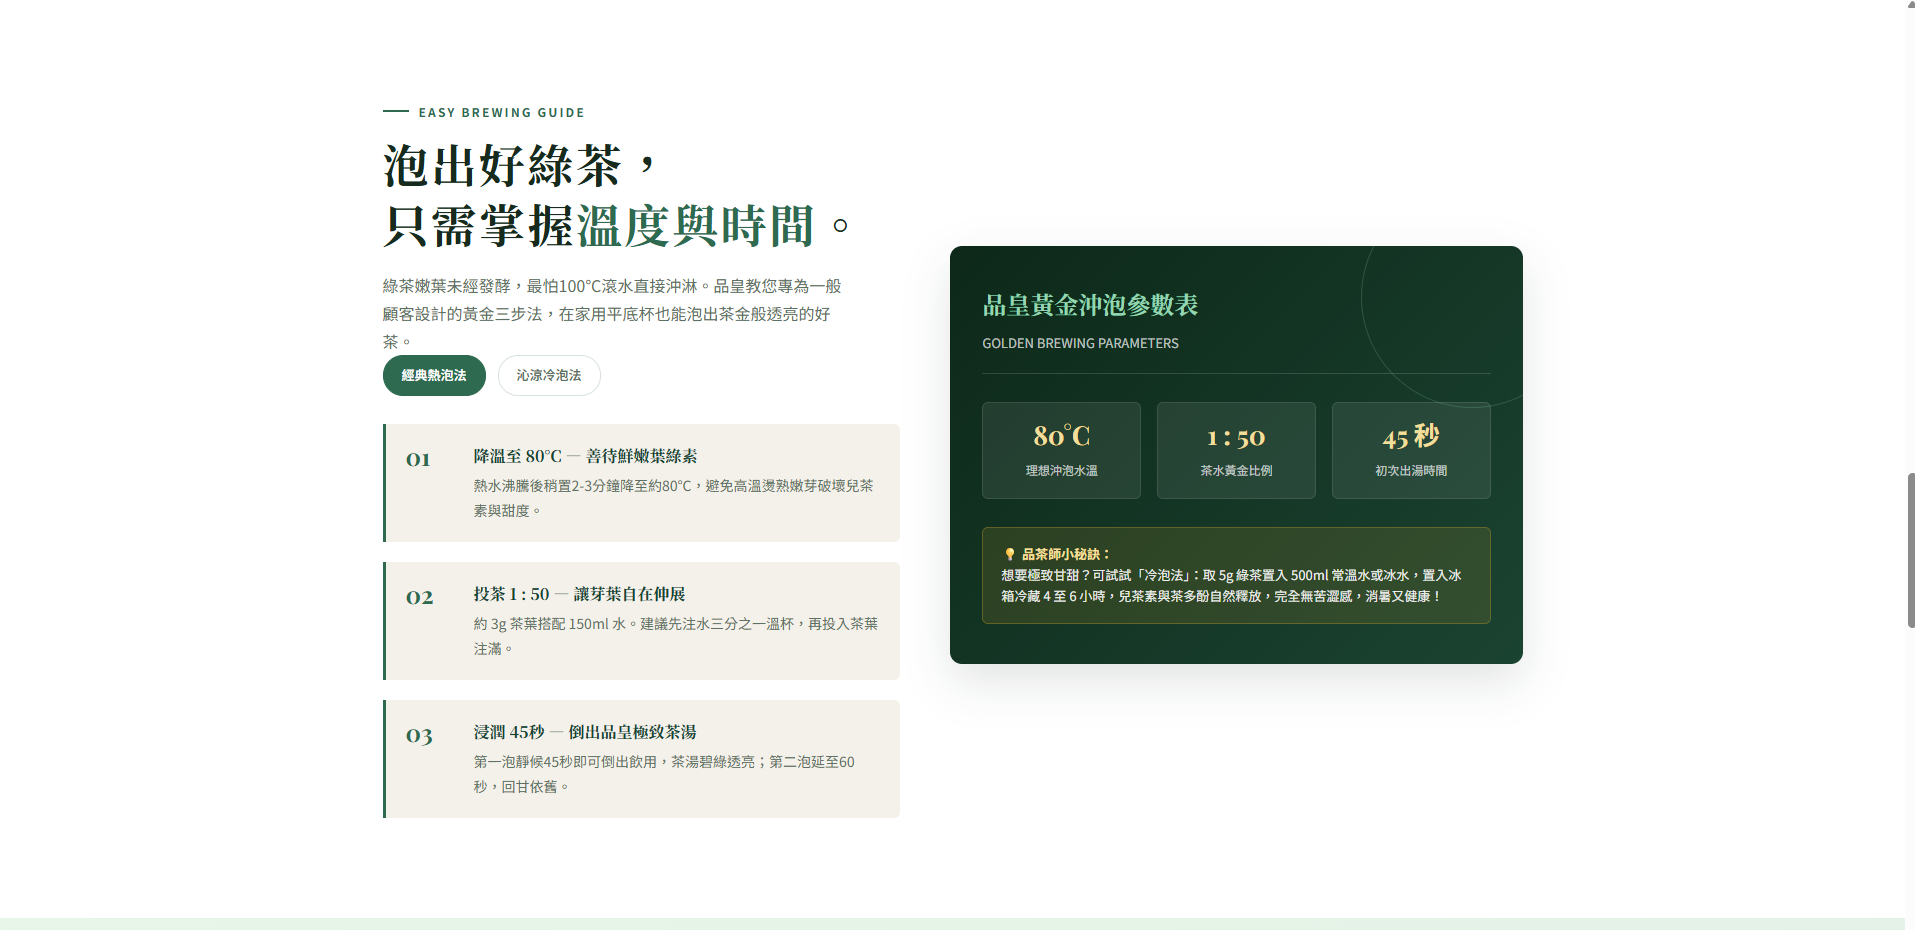 EASY BREWING GUIDE
泡出好綠茶，
只需掌握溫度與時間。
綠茶嫩葉未經發酵，最怕100°C滾水直接沖淋。品皇教您專為一般
顧客設計的黃金三步法，在家用平底杯也能泡出茶金般透亮的好
茶。
經典熱泡法
沁涼冷泡法
01
降溫至 80°C — 善待鮮嫩葉綠素
熱水沸騰後稍置2-3分鐘降至約80°C，避免高溫燙熟嫩芽破壞兒茶
素與甜度。
02
投茶 1 : 50 — 讓芽葉自在伸展
約 3g 茶葉搭配 150ml 水。建議先注水三分之一溫杯，再投入茶葉
注滿。
03
浸潤 45秒 — 倒出品皇極致茶湯
第一泡靜候45秒即可倒出飲用，茶湯碧綠透亮；第二泡延至60
秒，回甘依舊。
品皇黃金沖泡參數表
GOLDEN BREWING PARAMETERS
80°C
理想沖泡水溫
1 : 50
茶水黃金比例
45 秒
初次出湯時間
💡 品茶師小秘訣：
想要極致甘甜？可試試「冷泡法」：取 5g 綠茶置入 500ml 常溫水或冰水，置入冰
箱冷藏 4 至 6 小時，兒茶素與茶多酚自然釋放，完全無苦澀感，消暑又健康！